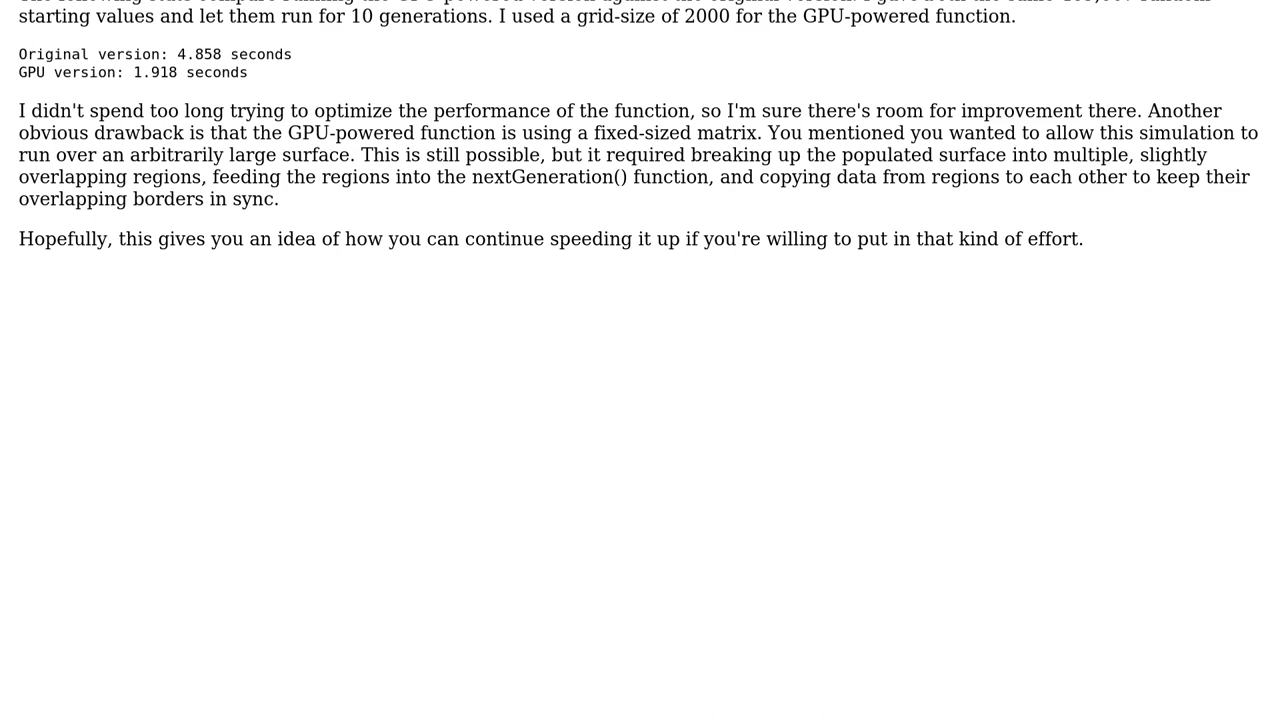 starting values and let them run for 10 generations. I used a grid-size of 2000 for the GPU-powered function.
Original version: 4.858 seconds
GPU version: 1.918 seconds
I didn't spend too long trying to optimize the performance of the function, so I'm sure there's room for improvement there. Another
obvious drawback is that the GPU-powered function is using a fixed-sized matrix. You mentioned you wanted to allow this simulation to
run over an arbitrarily large surface. This is still possible, but it required breaking up the populated surface into multiple, slightly
overlapping regions, feeding the regions into the nextGeneration() function, and copying data from regions to each other to keep their
overlapping borders in sync.
Hopefully, this gives you an idea of how you can continue speeding it up if you're willing to put in that kind of effort.